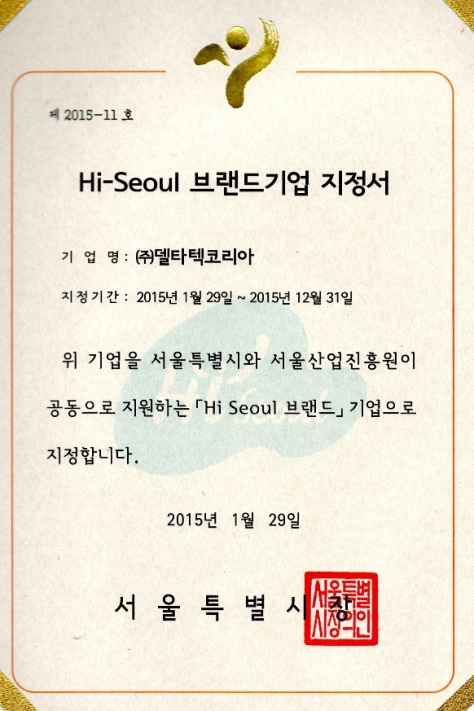 제 2015-11 호
Hi-Seoul 브랜드기업 지정서
기 업 명 : ㈜델타텍코리아
지정기간 : 2015년 1월 29일 ~ 2015년 12월 31일
위 기업을 서울특별시와 서울산업진흥원이
공동으로 지원하는 「Hi Seoul 브랜드」 기업으로
지정합니다.
Hi Seoul
2015년 1월 29일
서 울 특 별 시 장
서울특별
시장의인